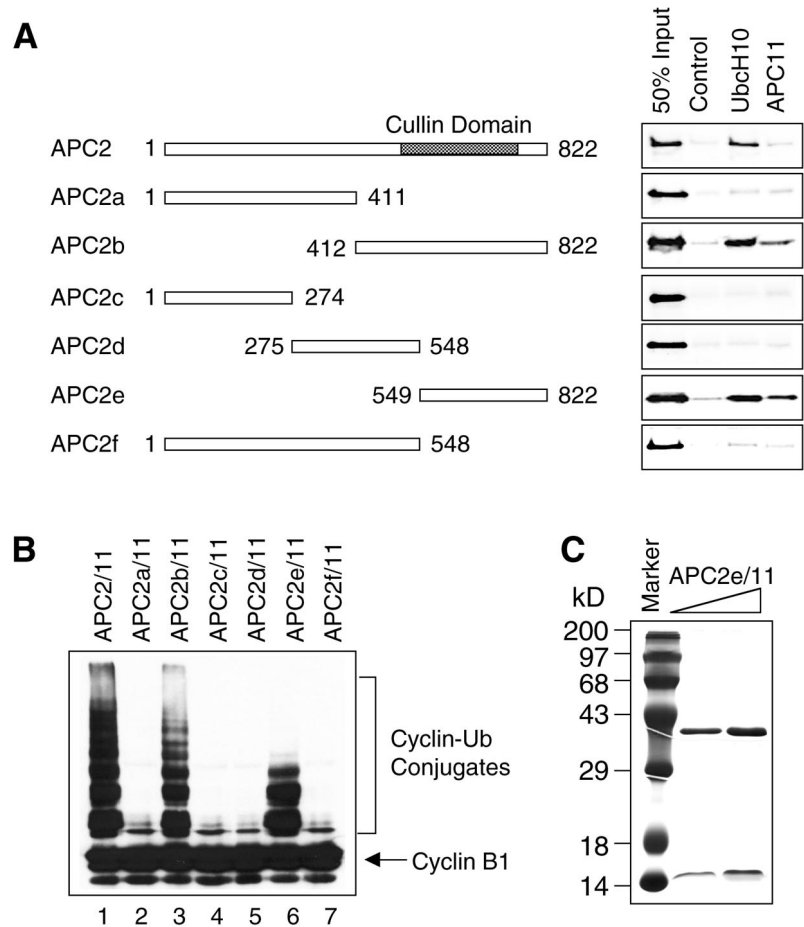 A
50% Input
Control
UbcH10
APC11
Cullin Domain
APC2 1 822
APC2a 1 411
APC2b 412 822
APC2c 1 274
APC2d 275 548
APC2e 549 822
APC2f 1 548
B
APC2/11
APC2a/11
APC2b/11
APC2c/11
APC2d/11
APC2e/11
APC2f/11
Cyclin-Ub
Conjugates
Cyclin B1
1 2 3 4 5 6 7
C
Marker
APC2e/11
kD
200
97
68
43
29
18
14